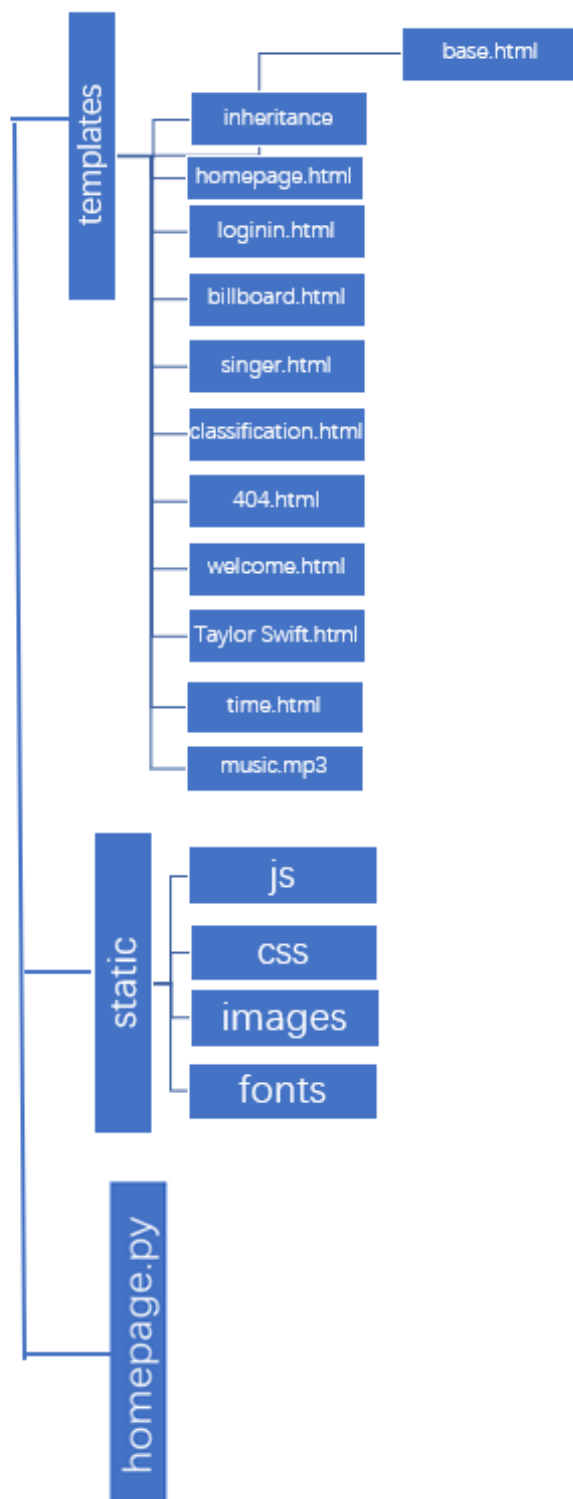 base.html
templates
inheritance
homepage.html
loginin.html
billboard.html
singer.html
classification.html
404.html
welcome.html
Taylor Swift.html
time.html
music.mp3
static
js
css
images
fonts
homepage.py